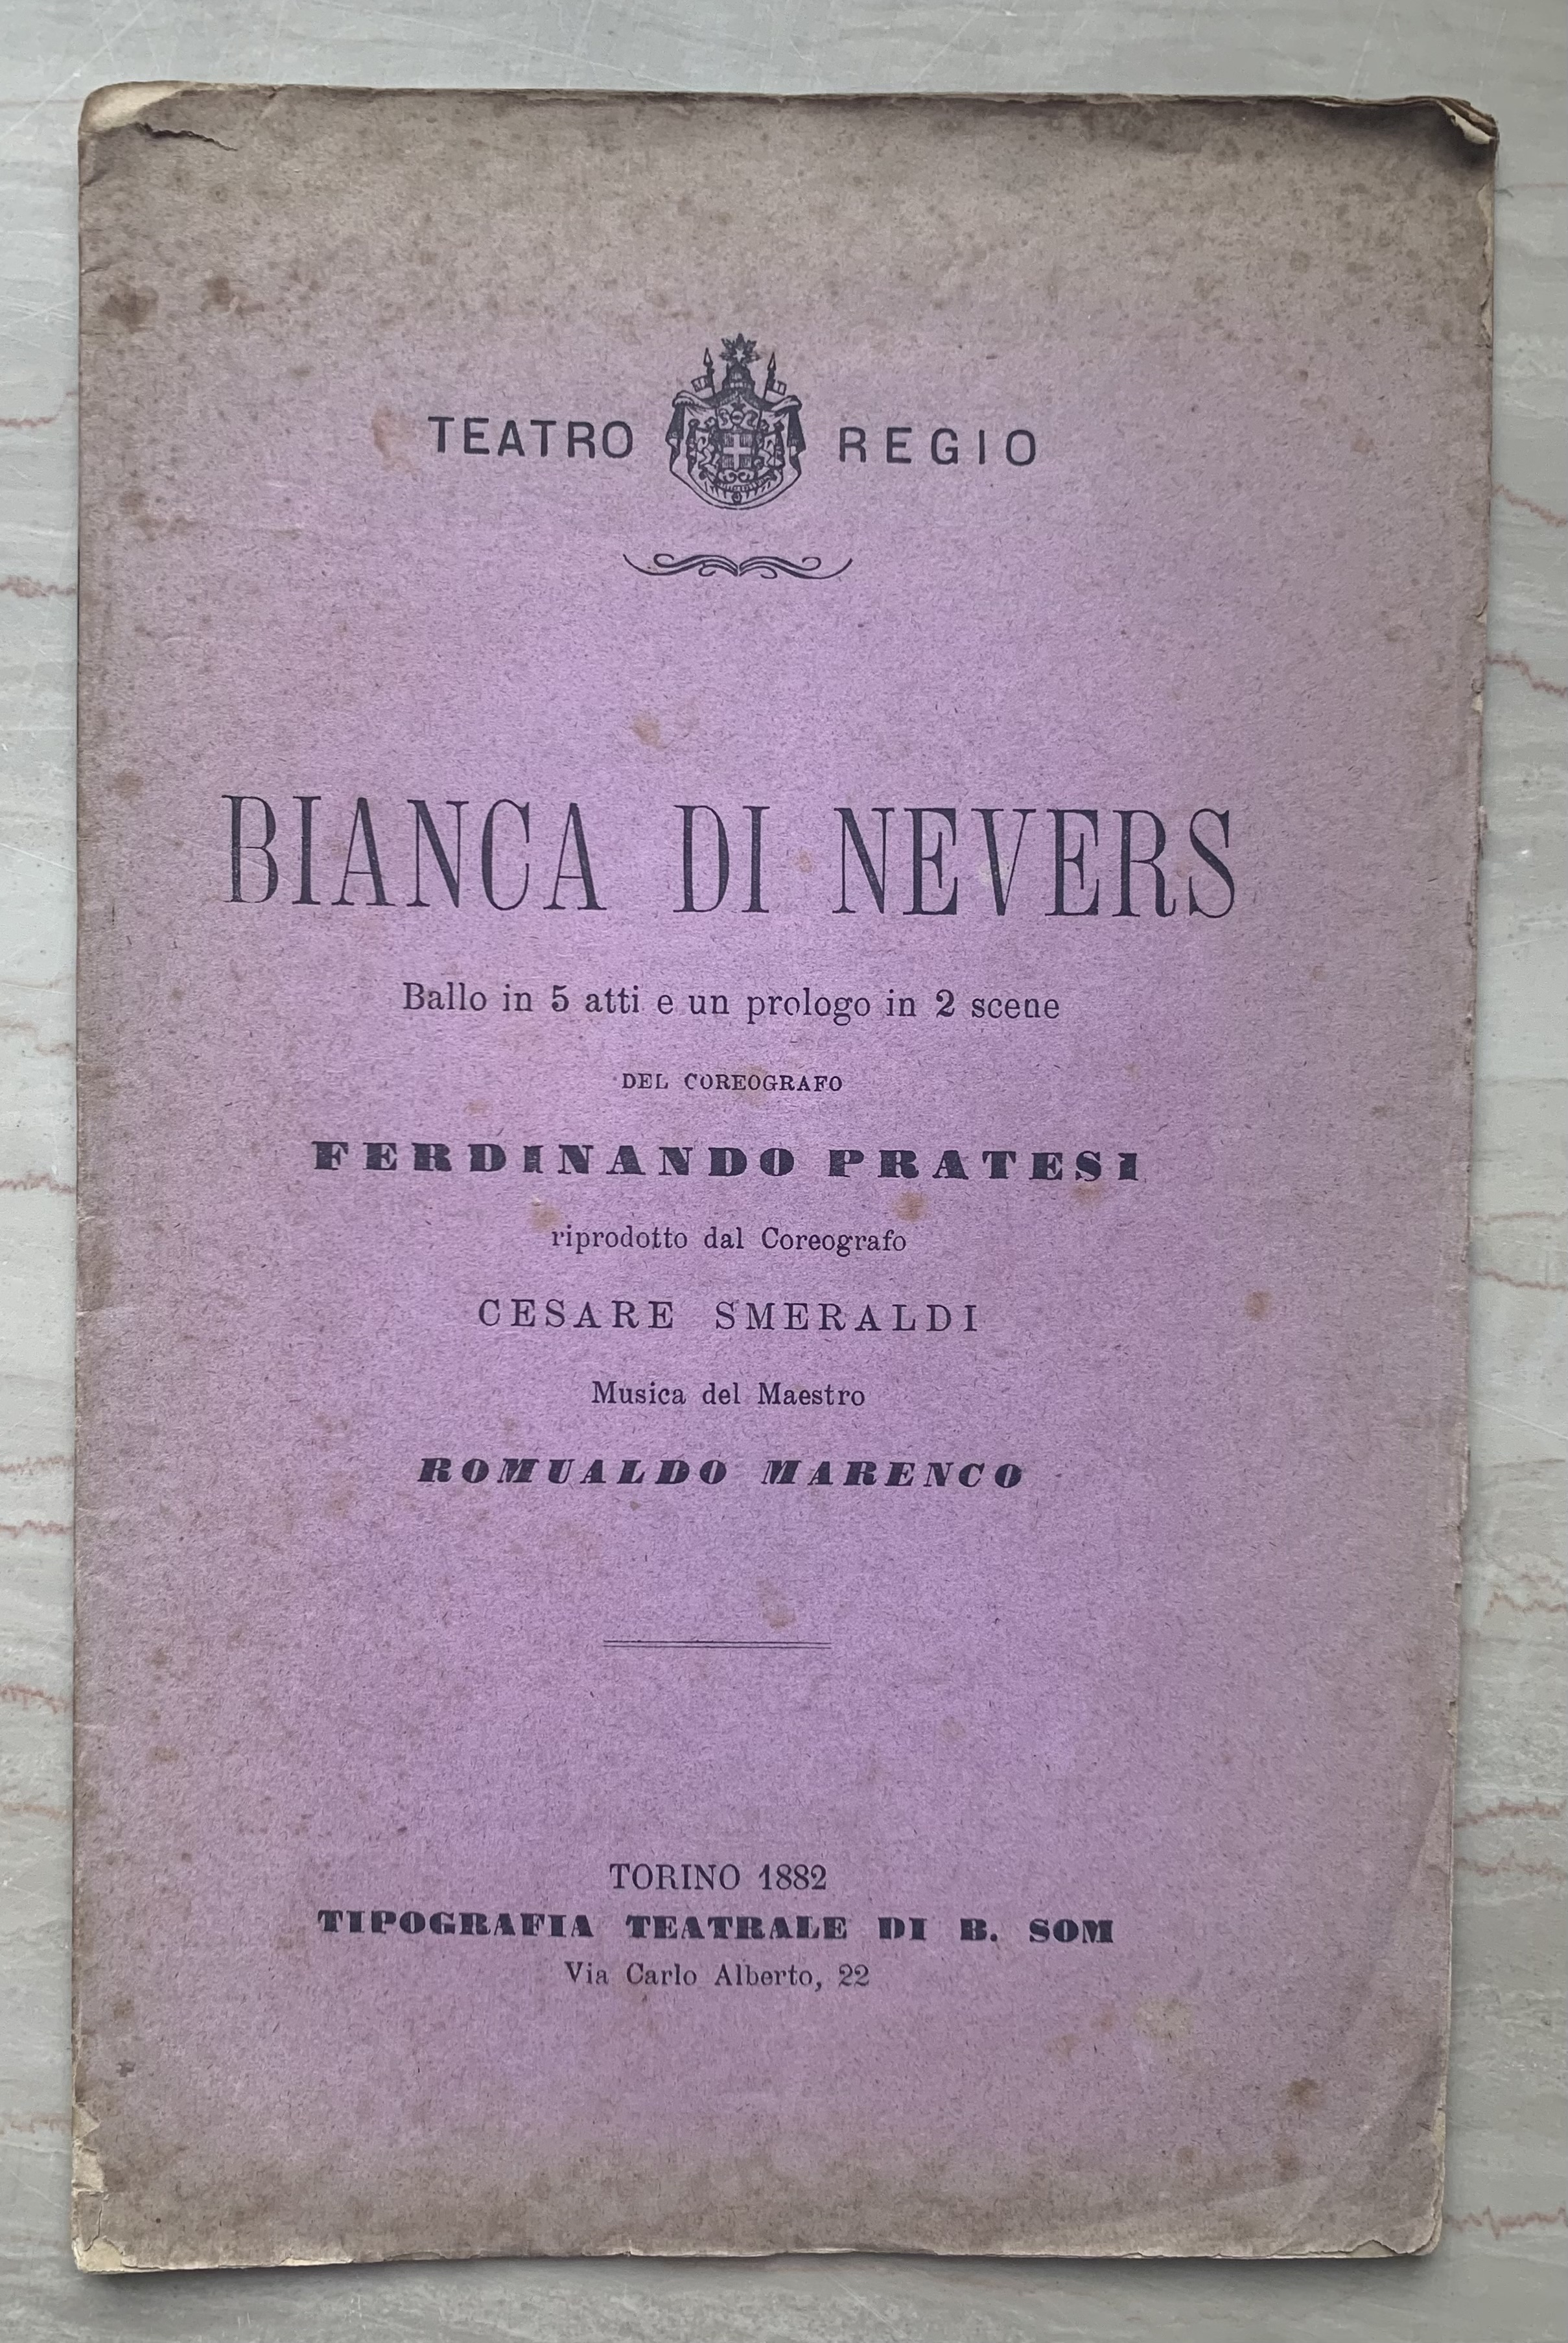 TEATRO REGIO
BIANCA DI NEVERS
Ballo in 5 atti e un prologo in 2 scene
DEL COREOGRAFO
FERDINANDO PRATESI
riprodotto dal Coreografo
CESARE SMERALDI
Musica del Maestro
ROMUALDO MARENCO
TORINO 1882
TIPOGRAFIA TEATRALE DI B. SOM
Via Carlo Alberto, 22